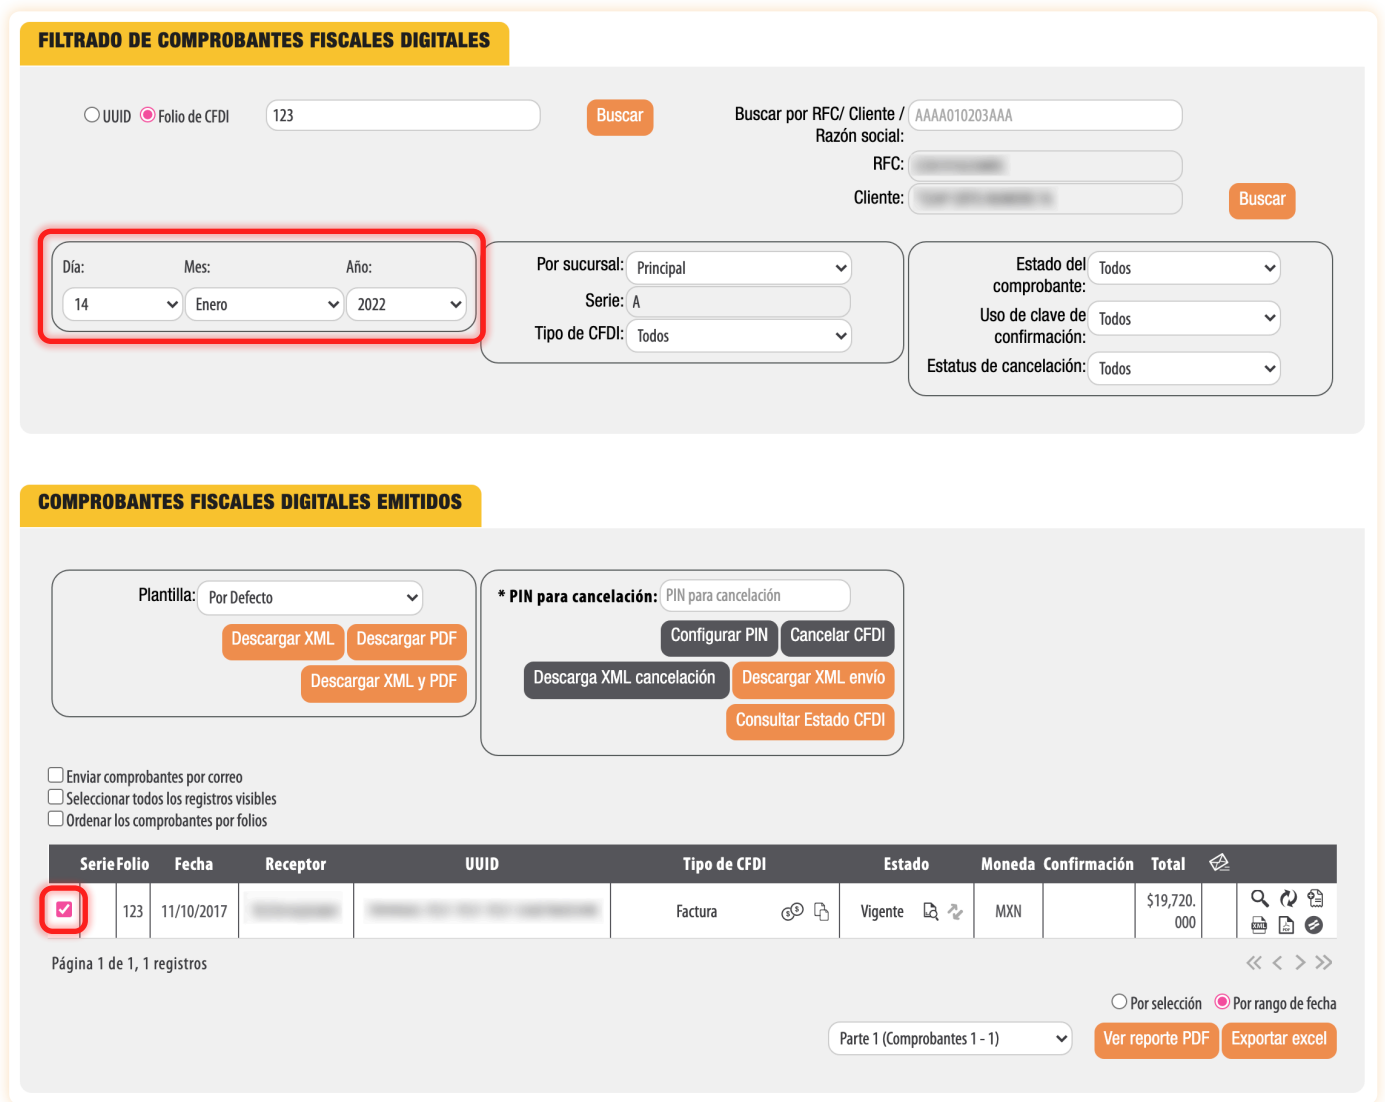 FILTRADO DE COMPROBANTES FISCALES DIGITALES
UUID Folio de CFDI 123 Buscar
Buscar por RFC/ Cliente / Razón social: AAAA010203AAA
RFC:
Cliente:
Buscar
Día: Mes: Año:
14 Enero 2022
Por sucursal: Principal
Serie: A
Tipo de CFDI: Todos
Estado del comprobante: Todos
Uso de clave de confirmación: Todos
Estatus de cancelación: Todos
COMPROBANTES FISCALES DIGITALES EMITIDOS
Plantilla: Por Defecto
Descargar XML Descargar PDF
Descargar XML y PDF
* PIN para cancelación: PIN para cancelación
Configurar PIN Cancelar CFDI
Descarga XML cancelación Descargar XML envío
Consultar Estado CFDI
Enviar comprobantes por correo
Seleccionar todos los registros visibles
Ordenar los comprobantes por folios
Serie Folio Fecha Receptor UUID Tipo de CFDI Estado Moneda Confirmación Total
123 11/10/2017 Factura Vigente MXN $19,720.000
Página 1 de 1, 1 registros
Por selección Por rango de fecha
Parte 1 (Comprobantes 1 - 1) Ver reporte PDF Exportar excel